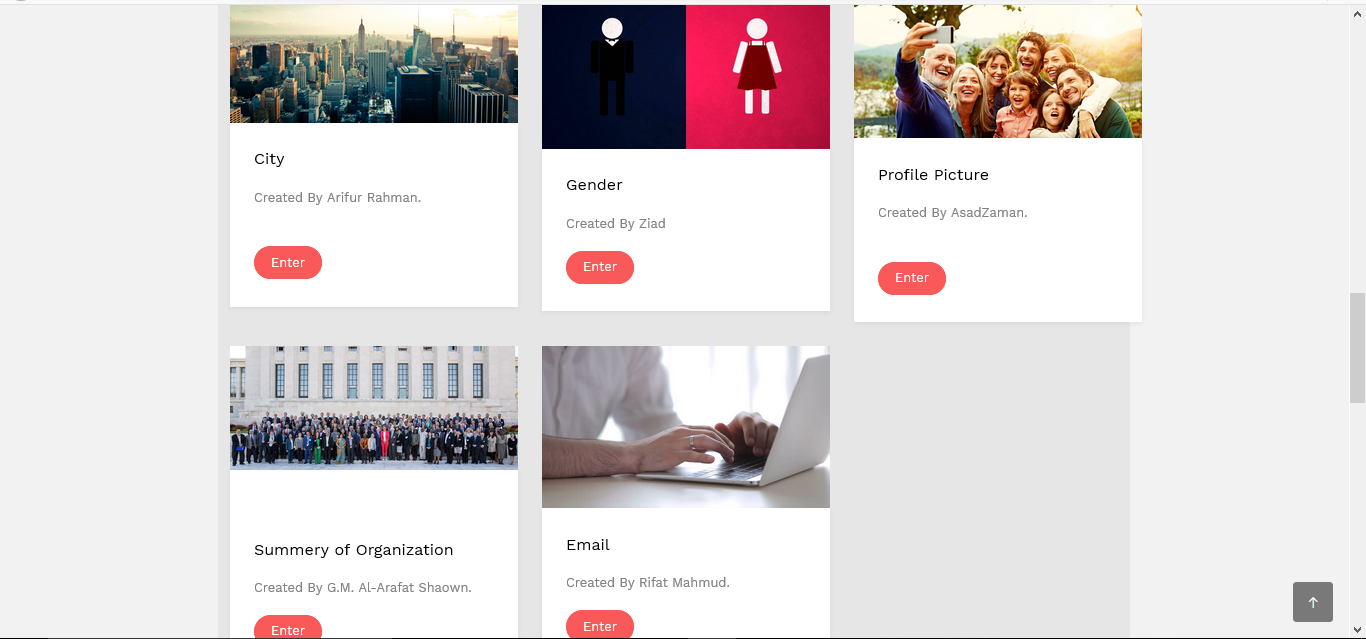 City
Created By Arifur Rahman.
Enter
Gender
Created By Ziad
Enter
Profile Picture
Created By AsadZaman.
Enter
Summery of Organization
Created By G.M. Al-Arafat Shaown.
Enter
Email
Created By Rifat Mahmud.
Enter